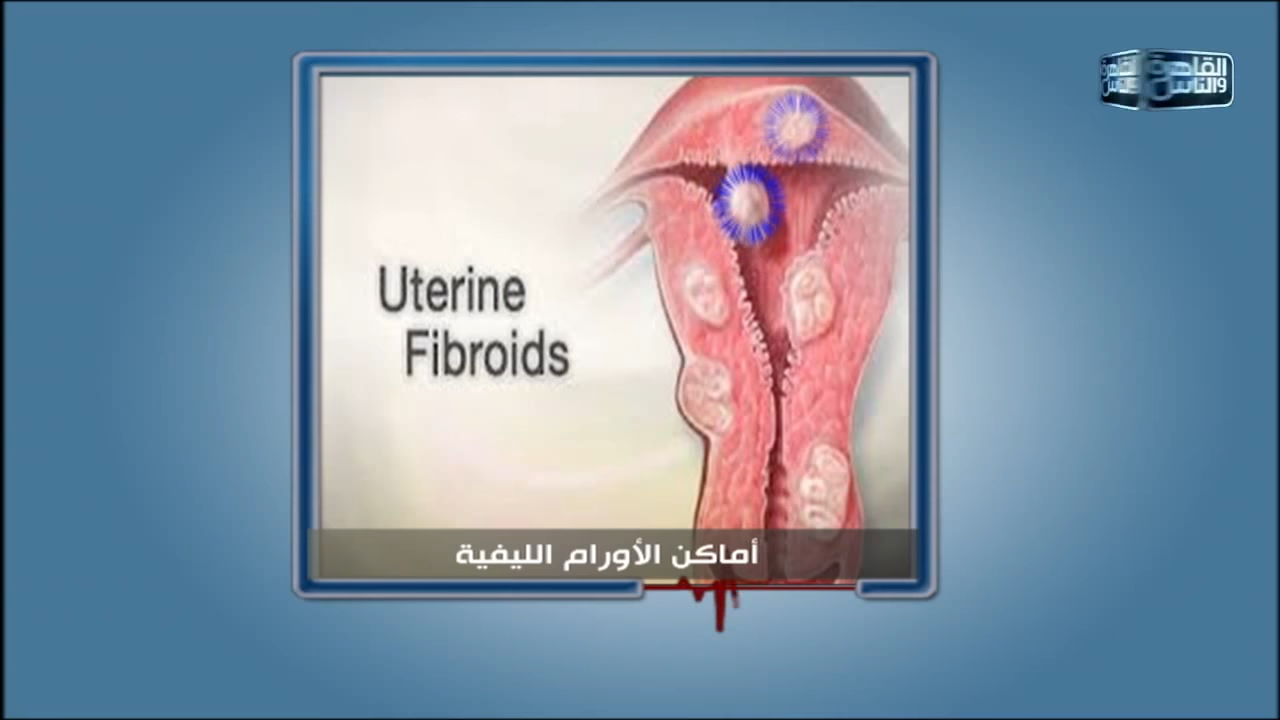 القاهرة
والناس
Uterine
Fibroids
أماكن الأورام الليفية